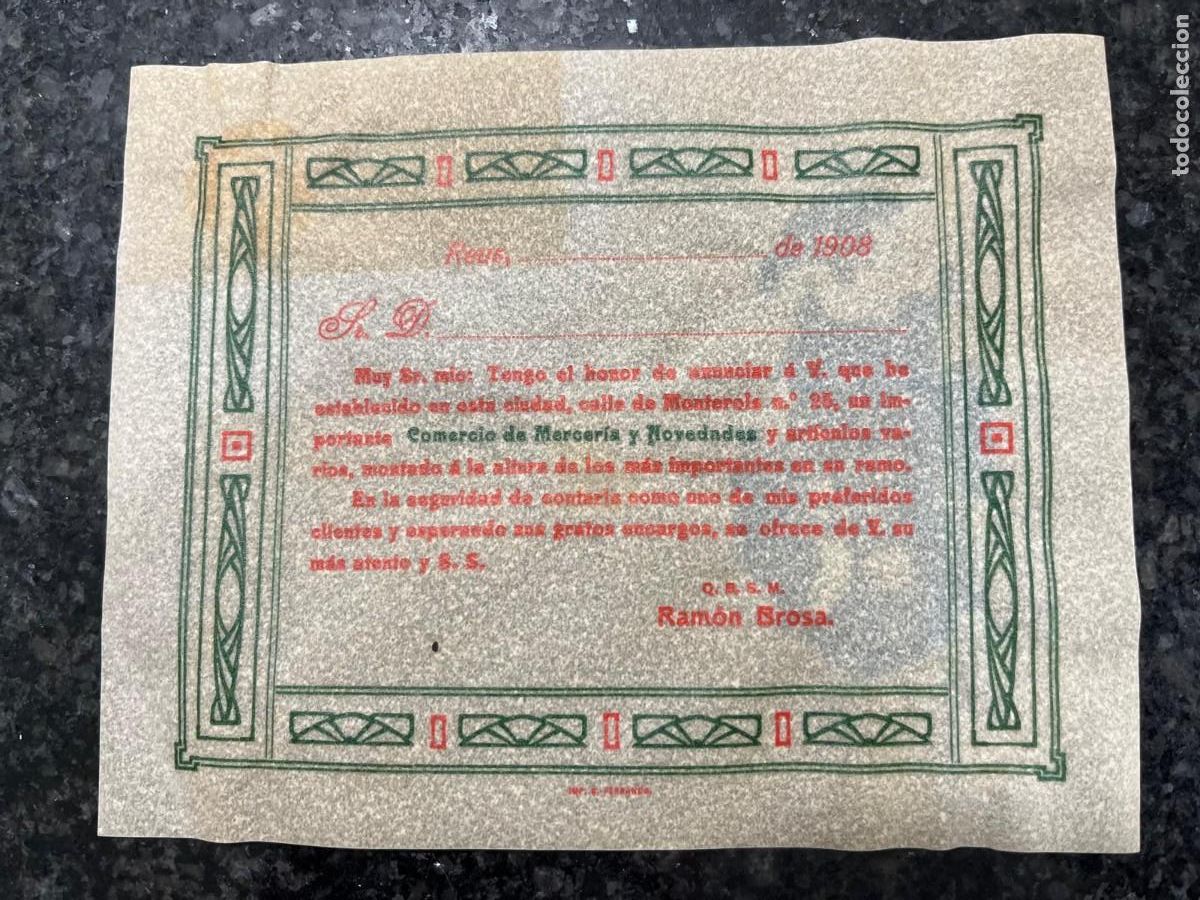 Reus, de 1908
Sr. D.
Muy Sr. mío: Tengo el honor de anunciar á V. que he
establecido en esta ciudad, calle de Monterols n.º 25, un im-
portante Comercio de Mercería y Novedades y artículos va-
rios, montado á la altura de los más importantes en su ramo.
En la seguridad de contarle como uno de mis preferidos
clientes y esperando sus gratos encargos, se ofrece de V. su
más atento y S. S.
Q. B. S. M.
Ramón Brosa.
IMP. E. FERRANDO.
todocoleccion